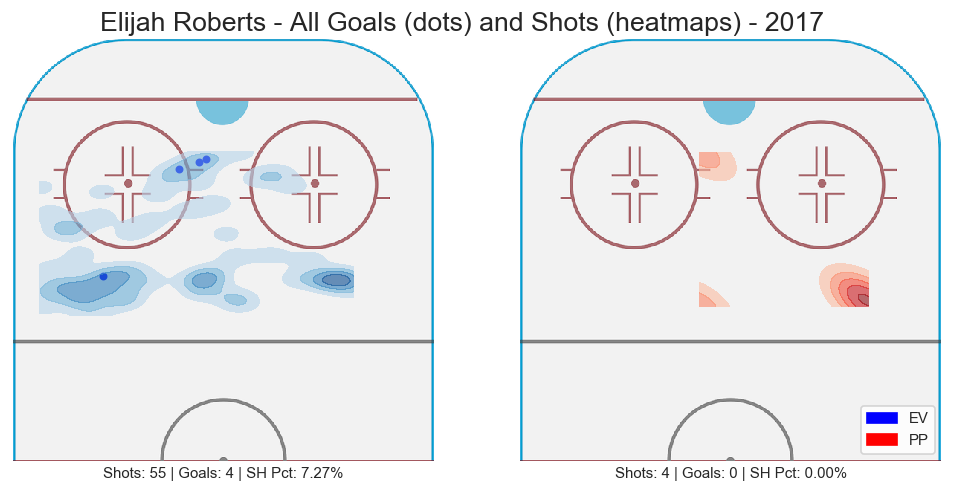 Elijah Roberts - All Goals (dots) and Shots (heatmaps) - 2017
EV
PP
Shots: 55 | Goals: 4 | SH Pct: 7.27%
Shots: 4 | Goals: 0 | SH Pct: 0.00%